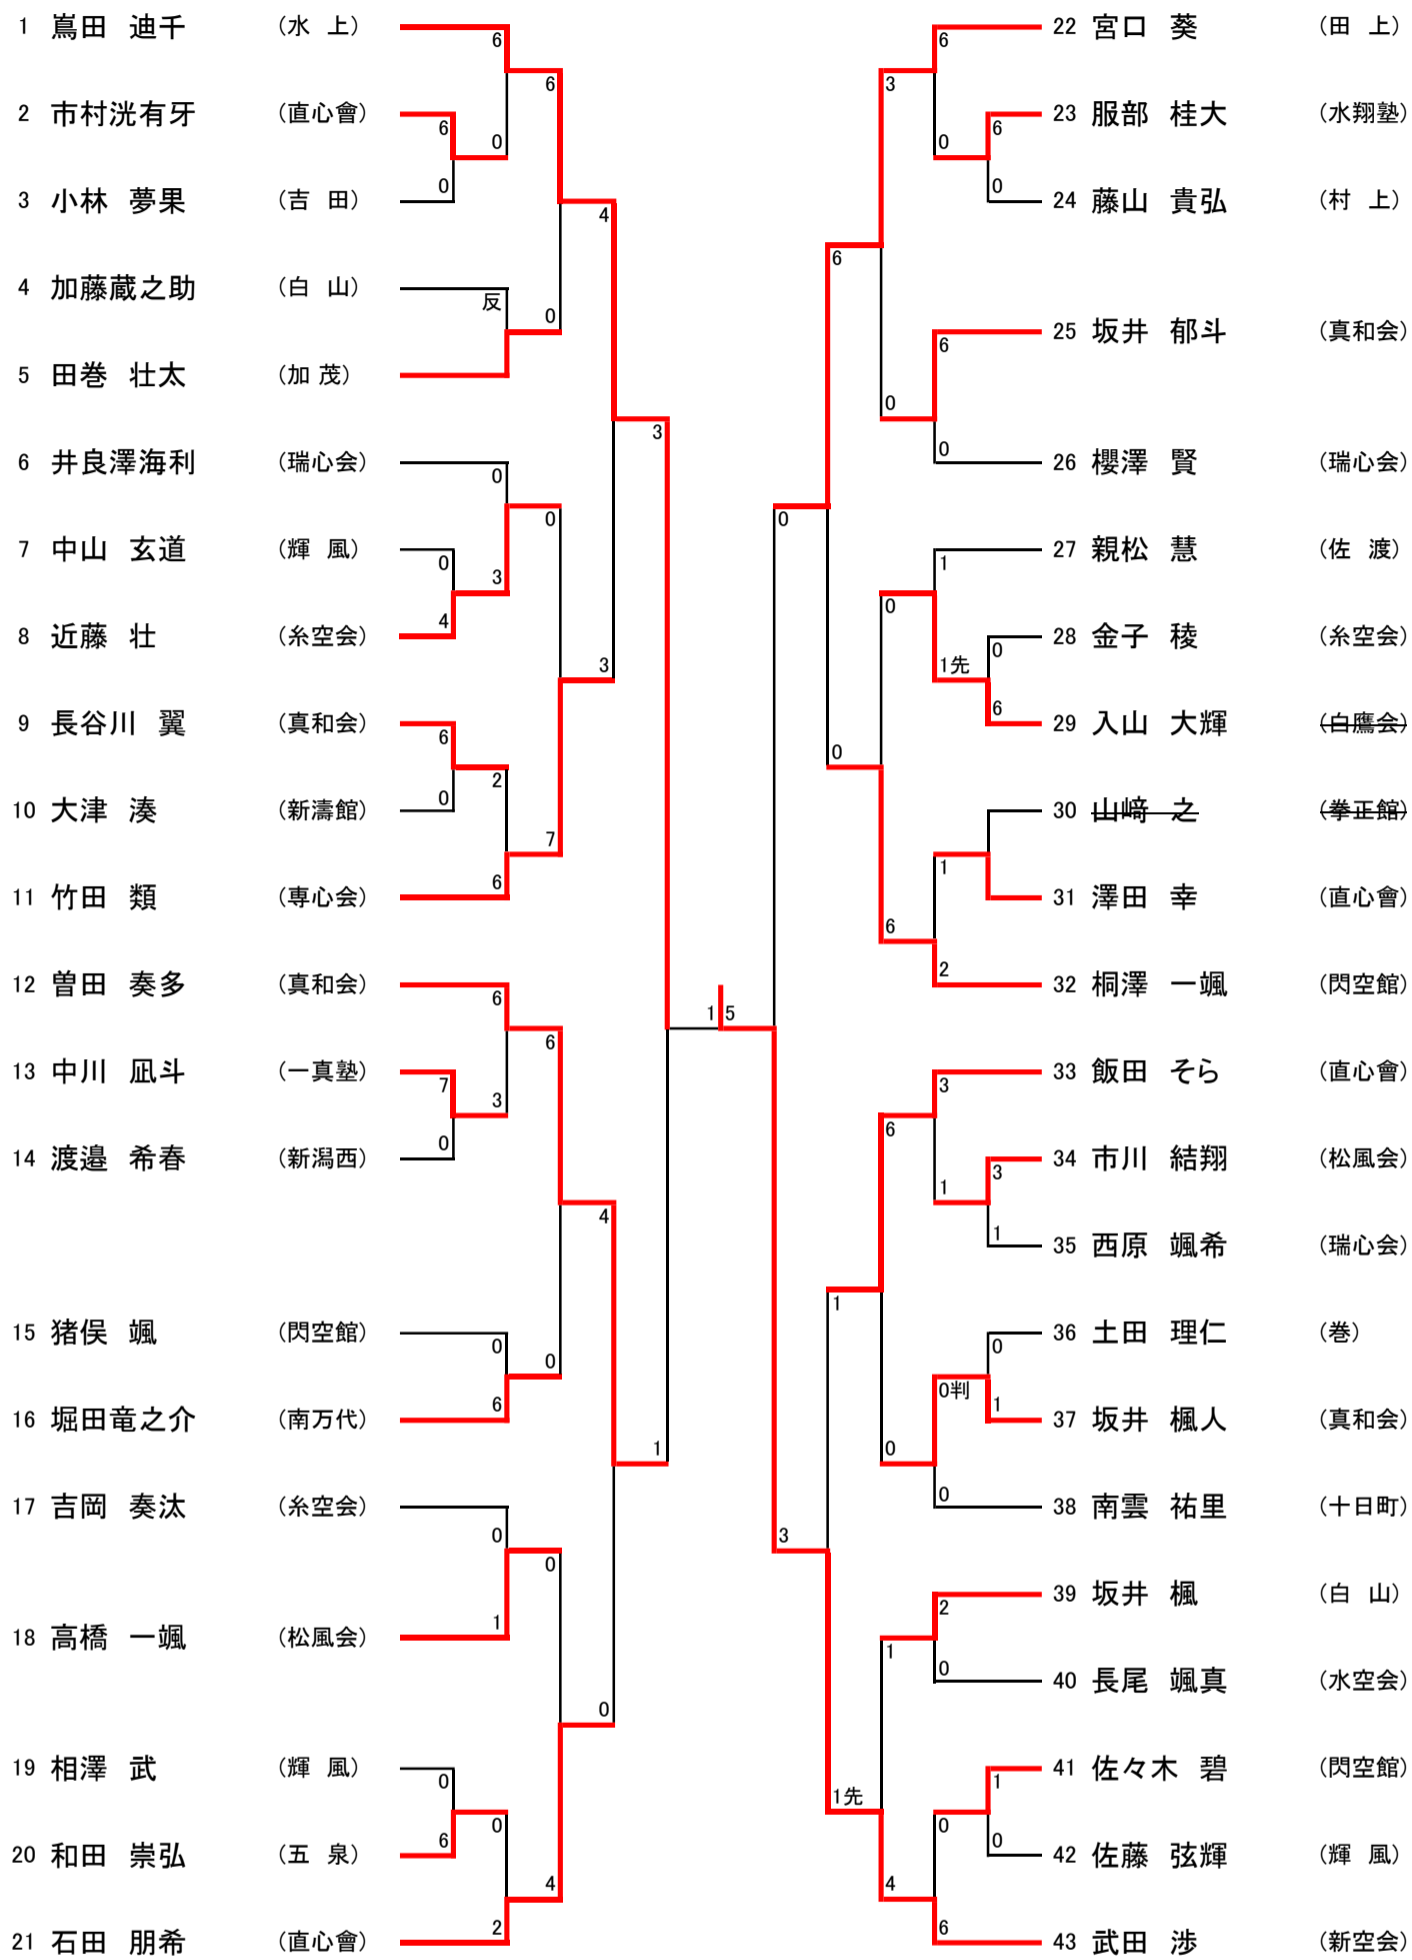 1 嶌田 迪千 （水 上）
6
6
2 市村洸有牙 （直心會）
6
0
0
3 小林 夢果 （吉 田）
4
4 加藤蔵之助 （白 山）
反
0
5 田巻 壮太 （加 茂）
3
6 井良澤海利 （瑞心会）
0
0
7 中山 玄道 （輝 風）
0
3
4
8 近藤 壮 （糸空会）
3
9 長谷川 翼 （真和会）
6
2
0
10 大津 湊 （新濤館）
7
6
11 竹田 類 （専心会）
12 曽田 奏多 （真和会）
6
1
5
6
13 中川 凪斗 （一真塾）
7
3
0
14 渡邉 希春 （新潟西）
4
15 猪俣 颯 （閃空館）
0
0
6
16 堀田竜之介 （南万代）
1
17 吉岡 奏汰 （糸空会）
0
0
1
18 高橋 一颯 （松風会）
0
19 相澤 武 （輝 風）
0
0
6
20 和田 崇弘 （五 泉）
4
2
21 石田 朋希 （直心會）
22 宮口 葵 （田 上）
6
3
23 服部 桂大 （水翔塾）
6
0
0
24 藤山 貴弘 （村 上）
6
25 坂井 郁斗 （真和会）
6
0
0
26 櫻澤 賢 （瑞心会）
0
27 親松 慧 （佐 渡）
1
0
28 金子 稜 （糸空会）
0
1先
6
29 入山 大輝 （白鷹会）
0
30 山﨑 之 （拳正館）
1
31 澤田 幸 （直心會）
6
2
32 桐澤 一颯 （閃空館）
33 飯田 そら （直心會）
3
6
34 市川 結翔 （松風会）
3
1
1
35 西原 颯希 （瑞心会）
1
36 土田 理仁 （巻）
0
0判
1
37 坂井 楓人 （真和会）
0
0
38 南雲 祐里 （十日町）
3
39 坂井 楓 （白 山）
2
1
0
40 長尾 颯真 （水空会）
41 佐々木 碧 （閃空館）
1先
1
0
0
42 佐藤 弦輝 （輝 風）
4
6
43 武田 渉 （新空会）